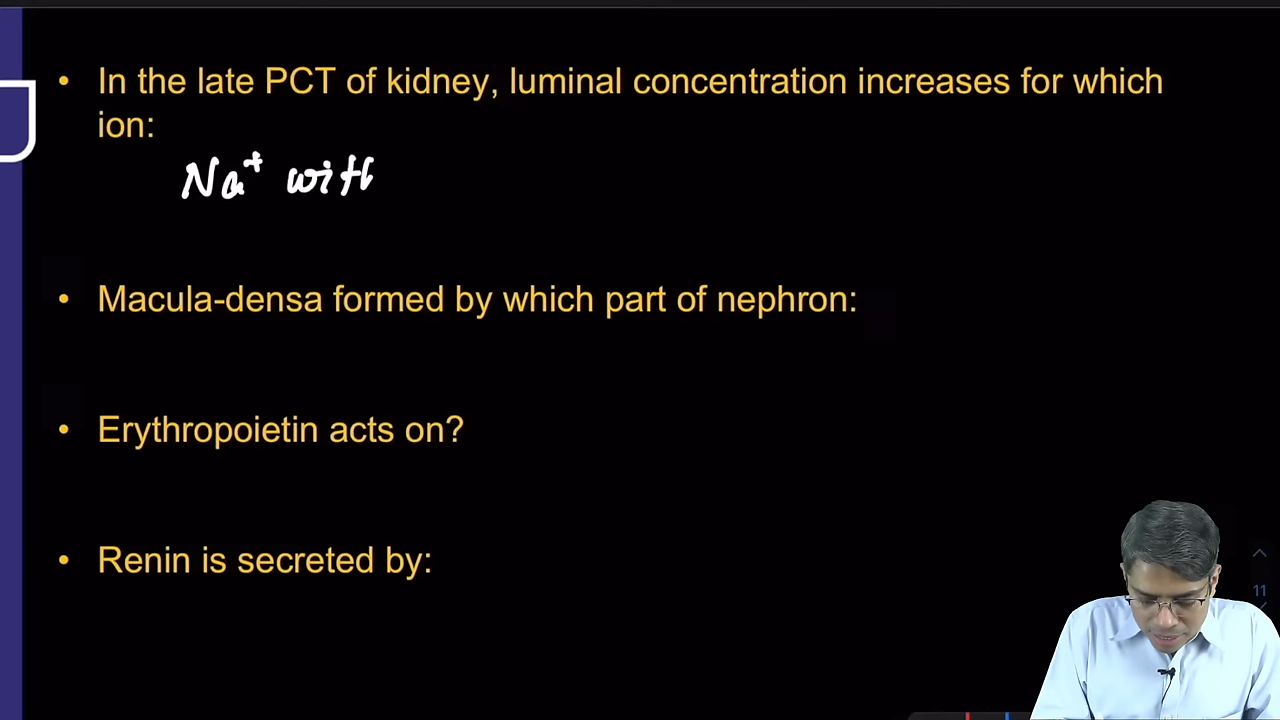 • In the late PCT of kidney, luminal concentration increases for which
ion:
Na⁺ with
• Macula-densa formed by which part of nephron:
• Erythropoietin acts on?
• Renin is secreted by:
11